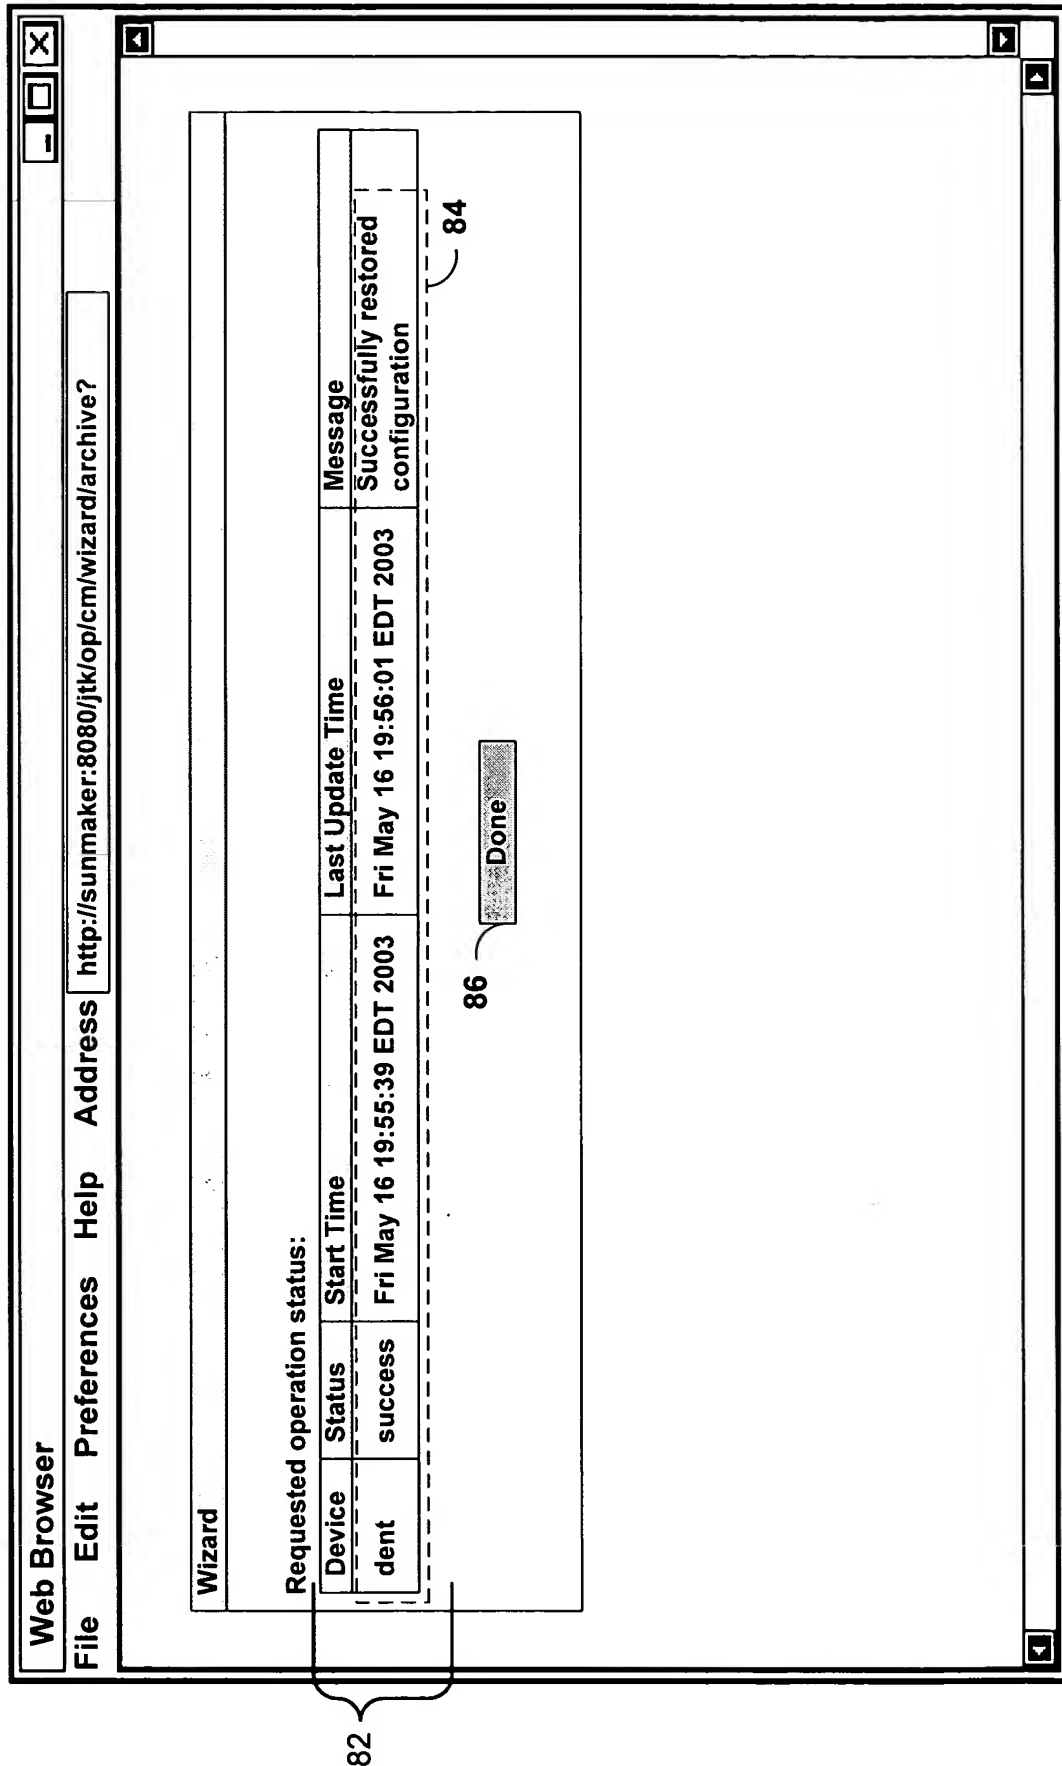 Web Browser
File Edit Preferences Help Address http://sunmaker:8080/jtk/op/cm/wizard/archive?
Wizard
Requested operation status:
Device Status Start Time Last Update Time Message
dent success Fri May 16 19:55:39 EDT 2003 Fri May 16 19:56:01 EDT 2003 Successfully restored
configuration
82
84
86
Done